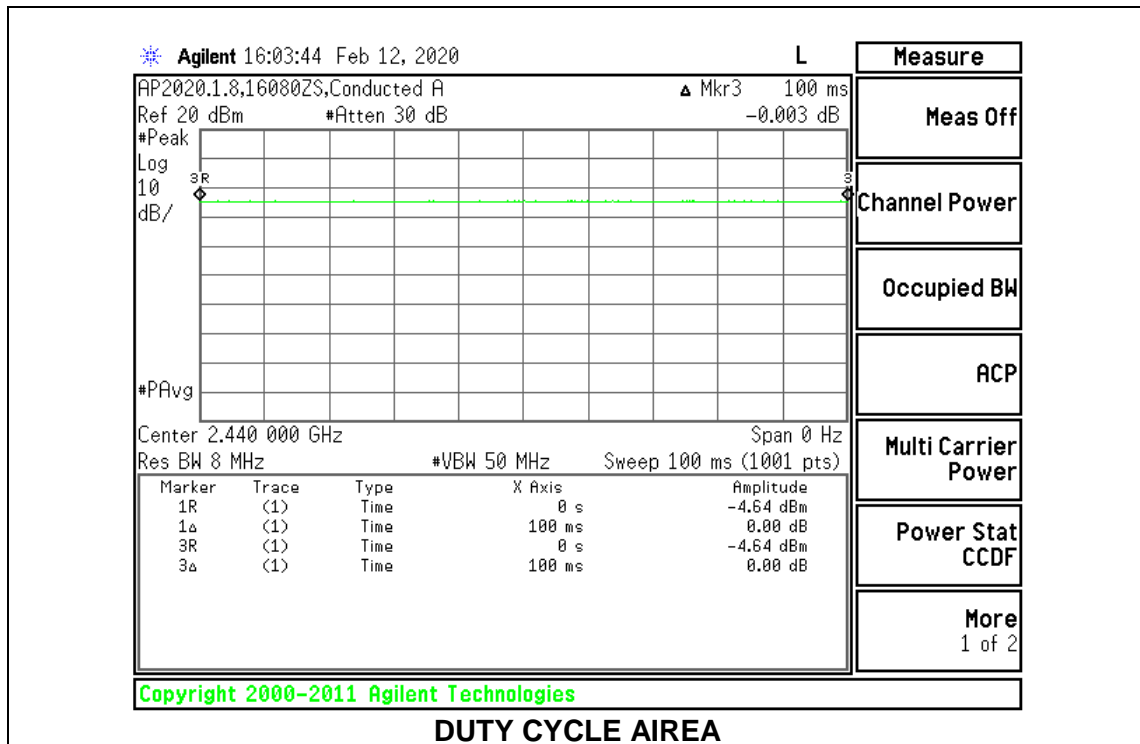 Agilent 16:03:44 Feb 12, 2020 L
AP2020.1.8,16080ZS,Conducted A Δ Mkr3 100 ms
Ref 20 dBm #Atten 30 dB -0.003 dB
#Peak
Log
10
dB/
3R
3
#PAvg
Center 2.440 000 GHz Span 0 Hz
Res BW 8 MHz #VBW 50 MHz Sweep 100 ms (1001 pts)
Marker Trace Type X Axis Amplitude
1R (1) Time 0 s -4.64 dBm
1Δ (1) Time 100 ms 0.00 dB
3R (1) Time 0 s -4.64 dBm
3Δ (1) Time 100 ms 0.00 dB
Measure
Meas Off
Channel Power
Occupied BW
ACP
Multi Carrier
Power
Power Stat
CCDF
More
1 of 2
Copyright 2000-2011 Agilent Technologies
DUTY CYCLE AIREA